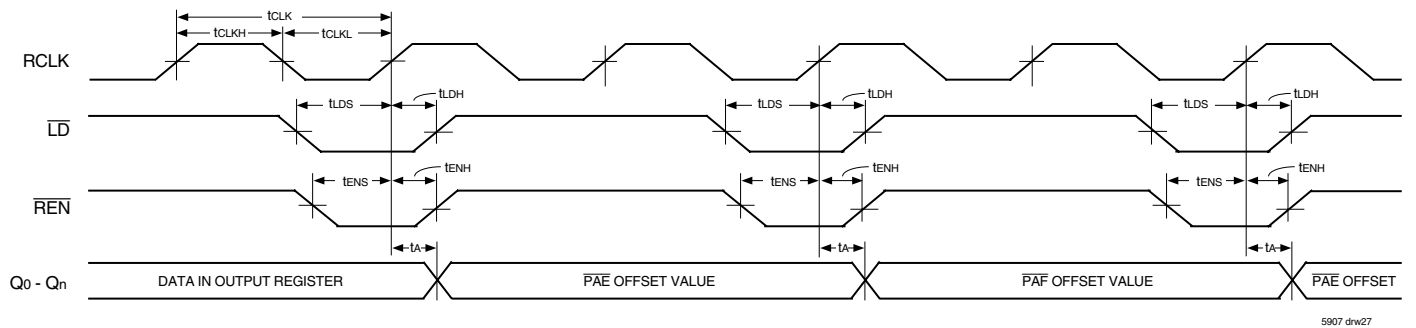 tCLK
tCLKH
tCLKL
RCLK
tLDS
tLDH
tLDS
tLDH
tLDS
tLDH
LD
tENS
tENH
tENS
tENH
tENS
tENH
REN
tA
tA
tA
Q0 - Qn
DATA IN OUTPUT REGISTER
PAE OFFSET VALUE
PAF OFFSET VALUE
PAE OFFSET
5907 drw27